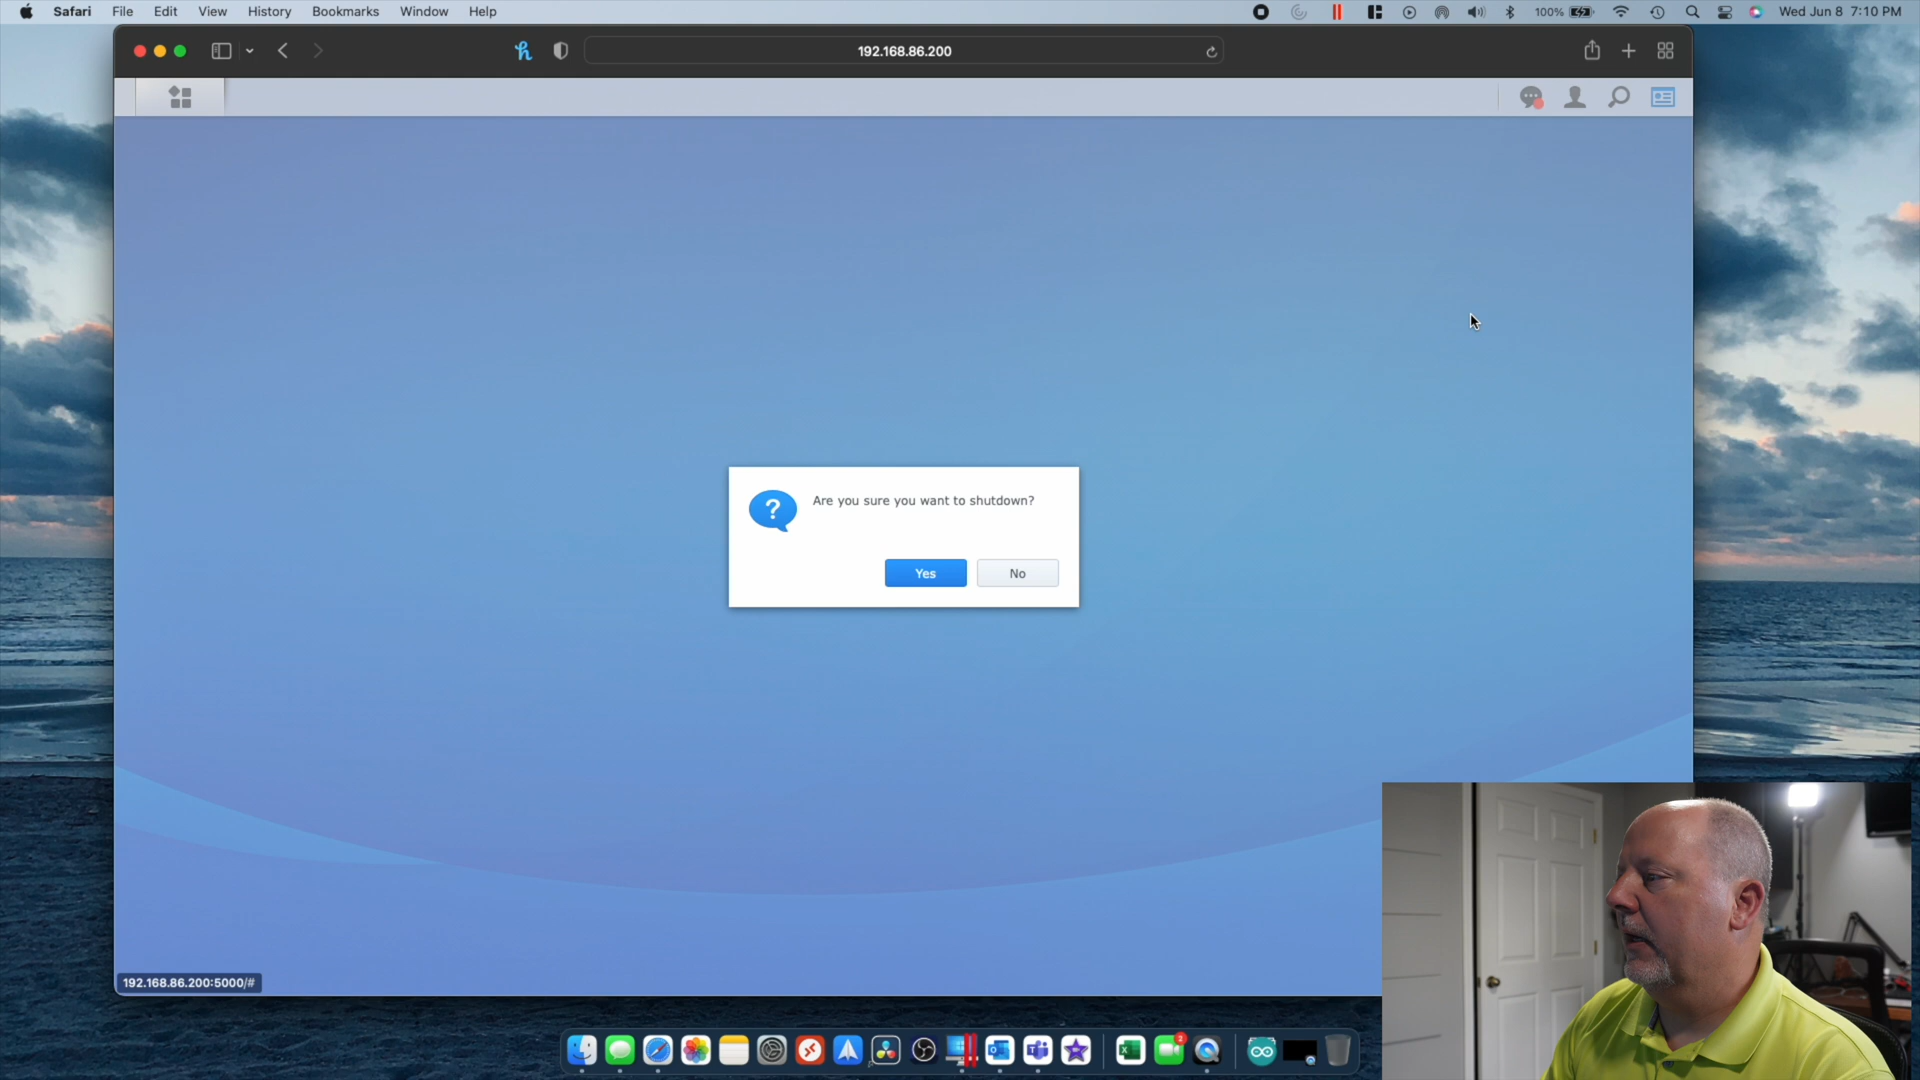 Safari File Edit View History Bookmarks Window Help 100% Wed Jun 8 7:10 PM
192.168.86.200
Are you sure you want to shutdown?
Yes No
192.168.86.200:5000/#
2